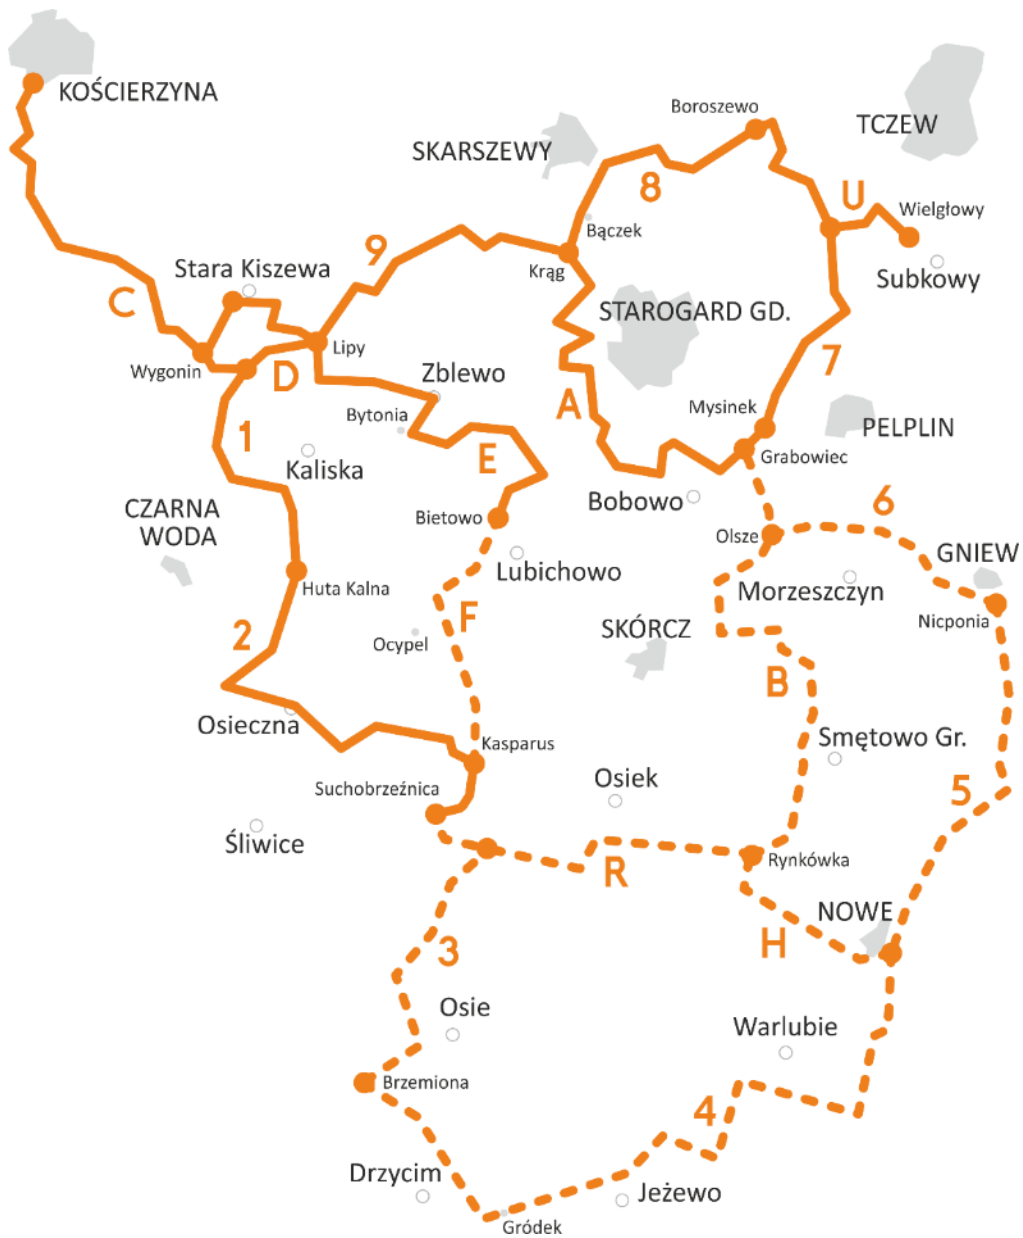 KOŚCIERZYNA
Boroszewo
TCZEW
SKARSZEWY
8
U
Wielgłowy
Bączek
9
Stara Kiszewa
Krąg
Subkowy
C
STAROGARD GD.
Lipy
7
Wygonin
D
Zblewo
A
Mysinek
Bytonia
1
PELPLIN
E
Grabowiec
Kaliska
Bobowo
6
CZARNA
WODA
Bietowo
Olsze
GNIEW
Lubichowo
Huta Kalna
Morzeszczyn
F
Nicponia
SKÓRCZ
2
Ocypel
B
Osieczna
Smętowo Gr.
Kasparus
Osiek
Suchobrzeźnica
5
Śliwice
R
Rynkówka
NOWE
3
H
Osie
Warlubie
Brzemiona
4
Drzycim
Jeżewo
Gródek